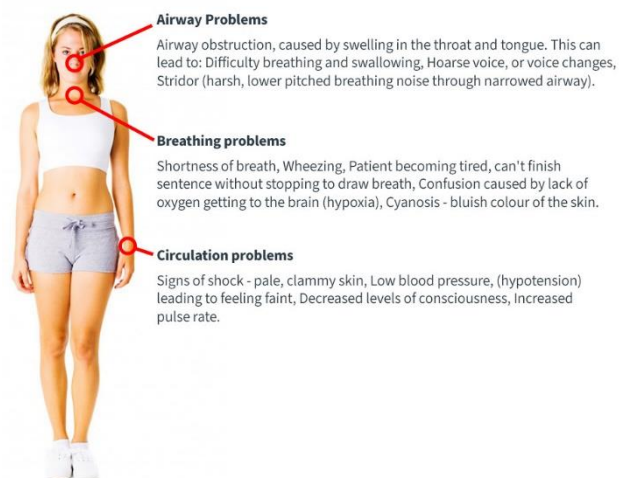 Airway Problems
Airway obstruction, caused by swelling in the throat and tongue. This can
lead to: Difficulty breathing and swallowing, Hoarse voice, or voice changes,
Stridor (harsh, lower pitched breathing noise through narrowed airway).
Breathing problems
Shortness of breath, Wheezing, Patient becoming tired, can't finish
sentence without stopping to draw breath, Confusion caused by lack of
oxygen getting to the brain (hypoxia), Cyanosis - bluish colour of the skin.
Circulation problems
Signs of shock - pale, clammy skin, Low blood pressure, (hypotension)
leading to feeling faint, Decreased levels of consciousness, Increased
pulse rate.